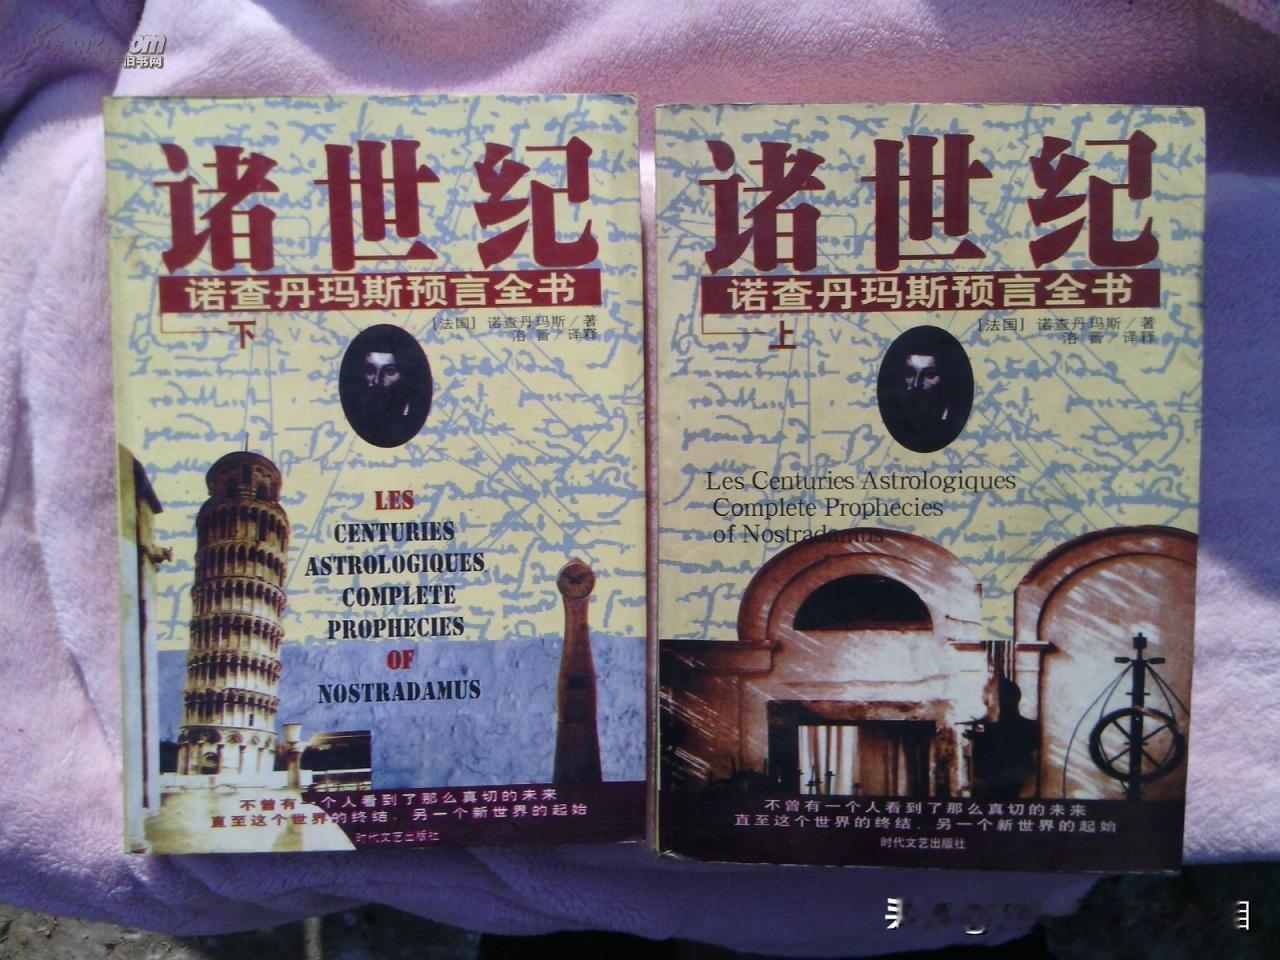 旧书网
诸世纪
诺查丹玛斯预言全书
下
[法国] 诺查丹玛斯/著
洛晋/译释
LES
CENTURIES
ASTROLOGIQUES
COMPLETE
PROPHECIES
OF
NOSTRADAMUS
不曾有一个人看到了那么真切的未来
直至这个世界的终结,另一个新世界的起始
时代文艺出版社
诸世纪
诺查丹玛斯预言全书
上
[法国] 诺查丹玛斯/著
洛晋/译释
Les Centuries Astrologiques
Complete Prophecies
of Nostradamus
不曾有一个人看到了那么真切的未来
直至这个世界的终结,另一个新世界的起始
时代文艺出版社